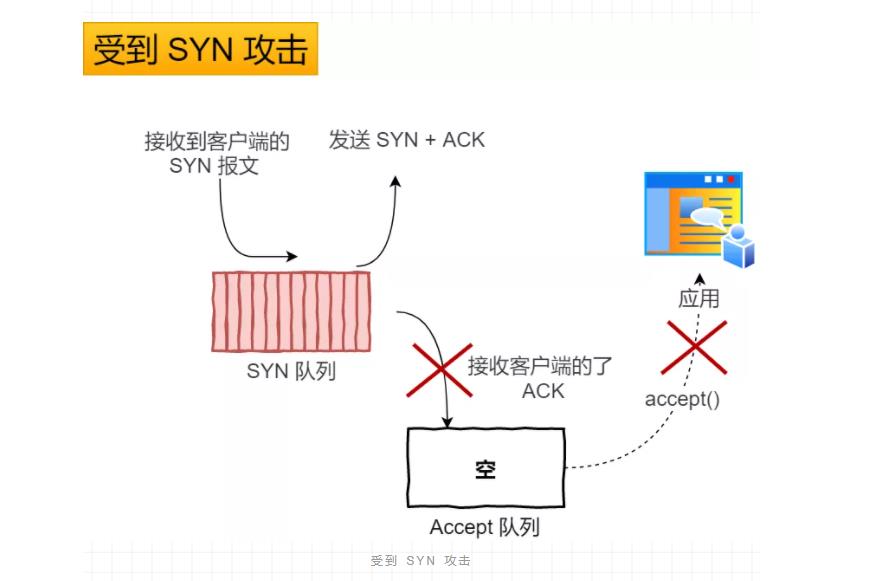 受到 SYN 攻击
接收到客户端的
SYN 报文
发送 SYN + ACK
应用
SYN 队列
接收客户端的了
ACK
accept()
空
Accept 队列
受到 SYN 攻击